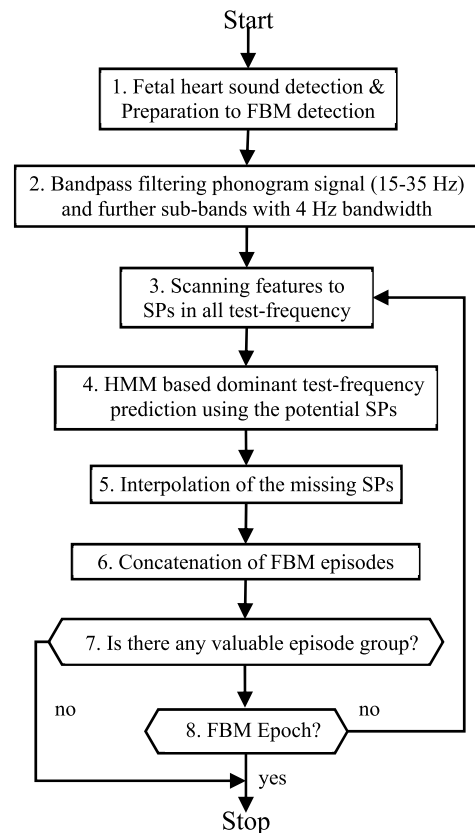 Start
1. Fetal heart sound detection &
Preparation to FBM detection
2. Bandpass filtering phonogram signal (15-35 Hz)
and further sub-bands with 4 Hz bandwidth
3. Scanning features to
SPs in all test-frequency
4. HMM based dominant test-frequency
prediction using the potential SPs
5. Interpolation of the missing SPs
6. Concatenation of FBM episodes
7. Is there any valuable episode group?
no
8. FBM Epoch?
no
yes
Stop